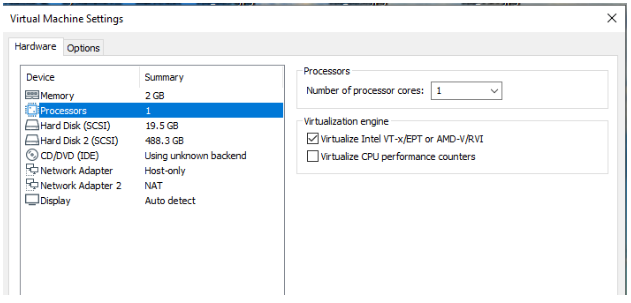 Virtual Machine Settings
Hardware Options
Device Summary
Memory 2 GB
Processors 1
Hard Disk (SCSI) 19.5 GB
Hard Disk 2 (SCSI) 488.3 GB
CD/DVD (IDE) Using unknown backend
Network Adapter Host-only
Network Adapter 2 NAT
Display Auto detect
Processors
Number of processor cores: 1
Virtualization engine
Virtualize Intel VT-x/EPT or AMD-V/RVI
Virtualize CPU performance counters